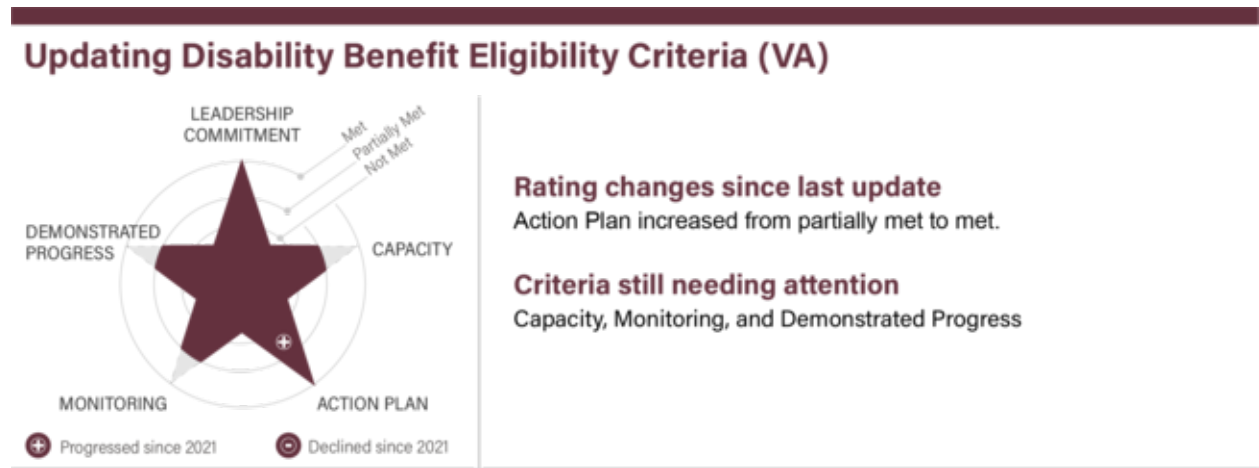 Updating Disability Benefit Eligibility Criteria (VA)
LEADERSHIP
COMMITMENT
Met
Partially Met
Not Met
DEMONSTRATED
PROGRESS
CAPACITY
MONITORING
ACTION PLAN
Progressed since 2021
Declined since 2021
Rating changes since last update
Action Plan increased from partially met to met.
Criteria still needing attention
Capacity, Monitoring, and Demonstrated Progress